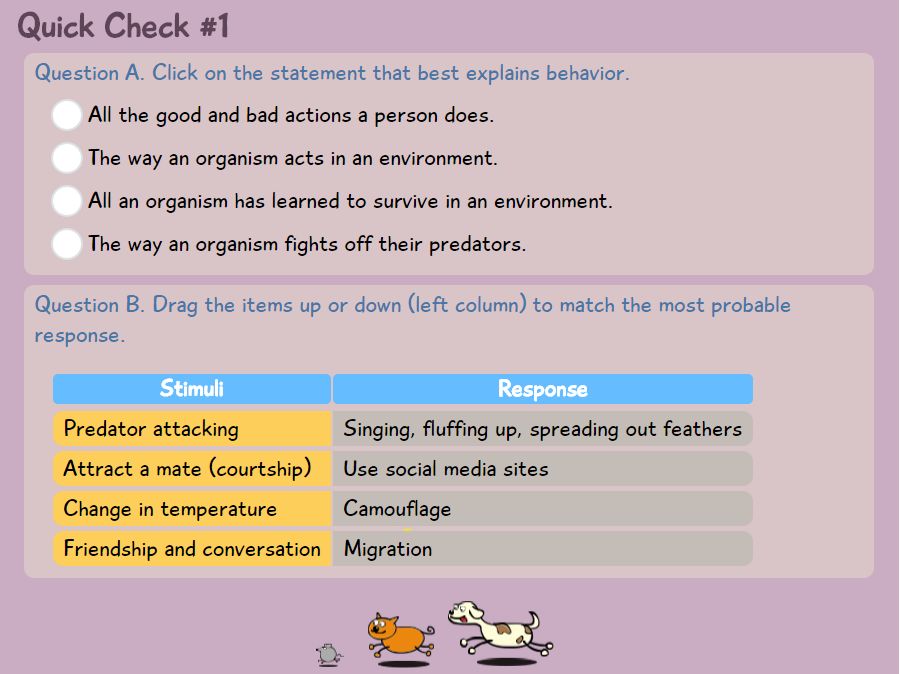 Quick Check #1
Question A. Click on the statement that best explains behavior.
All the good and bad actions a person does.
The way an organism acts in an environment.
All an organism has learned to survive in an environment.
The way an organism fights off their predators.
Question B. Drag the items up or down (left column) to match the most probable
response.
Stimuli Response
Predator attacking Singing, fluffing up, spreading out feathers
Attract a mate (courtship) Use social media sites
Change in temperature Camouflage
Friendship and conversation Migration